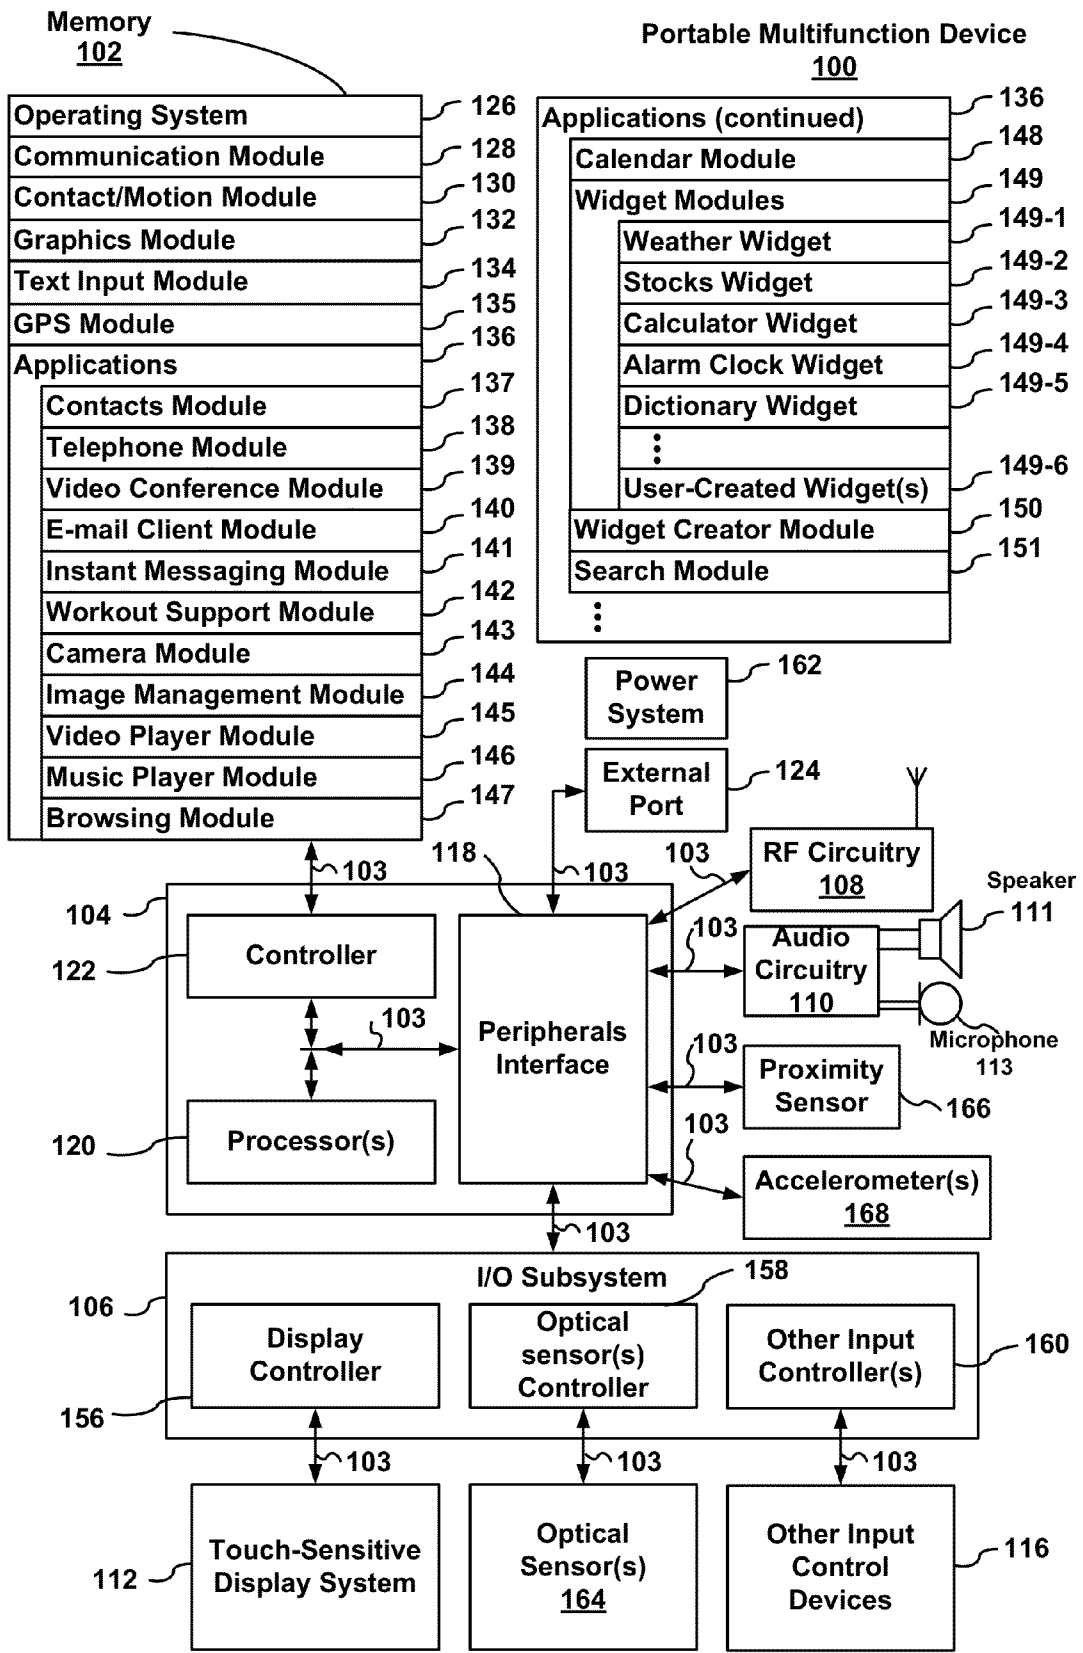 Memory
102
Portable Multifunction Device
100
Operating System 126
Communication Module 128
Contact/Motion Module 130
Graphics Module 132
Text Input Module 134
GPS Module 135
Applications 136
Contacts Module 137
Telephone Module 138
Video Conference Module 139
E-mail Client Module 140
Instant Messaging Module 141
Workout Support Module 142
Camera Module 143
Image Management Module 144
Video Player Module 145
Music Player Module 146
Browsing Module 147
Applications (continued) 136
Calendar Module 148
Widget Modules 149
Weather Widget 149-1
Stocks Widget 149-2
Calculator Widget 149-3
Alarm Clock Widget 149-4
Dictionary Widget 149-5
User-Created Widget(s) 149-6
Widget Creator Module 150
Search Module 151
Power
System
162
External
Port
124
103
118
103
103
RF Circuitry
108
Speaker
111
104
Controller
122
103
Audio
Circuitry
110
Microphone
113
103
Peripherals
Interface
103
Proximity
Sensor
166
Processor(s)
120
103
Accelerometer(s)
168
103
I/O Subsystem
158
106
Display
Controller
156
Optical
sensor(s)
Controller
Other Input
Controller(s)
160
103
103
103
Touch-Sensitive
Display System
112
Optical
Sensor(s)
164
Other Input
Control
Devices
116